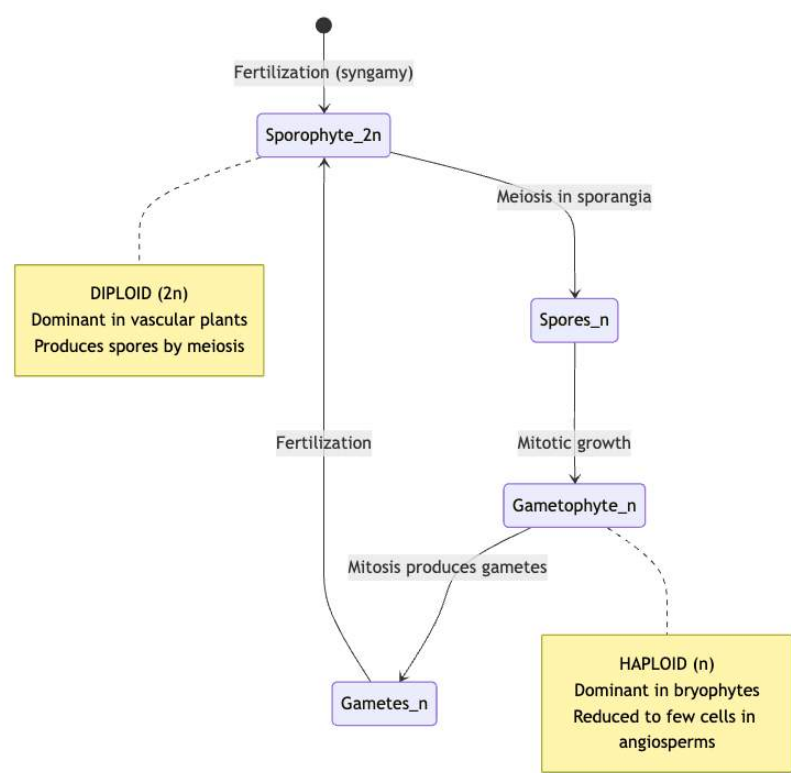 Fertilization (syngamy)
Sporophyte_2n
Meiosis in sporangia
DIPLOID (2n)
Dominant in vascular plants
Produces spores by meiosis
Spores_n
Fertilization
Mitotic growth
Gametophyte_n
Mitosis produces gametes
HAPLOID (n)
Dominant in bryophytes
Reduced to few cells in
angiosperms
Gametes_n